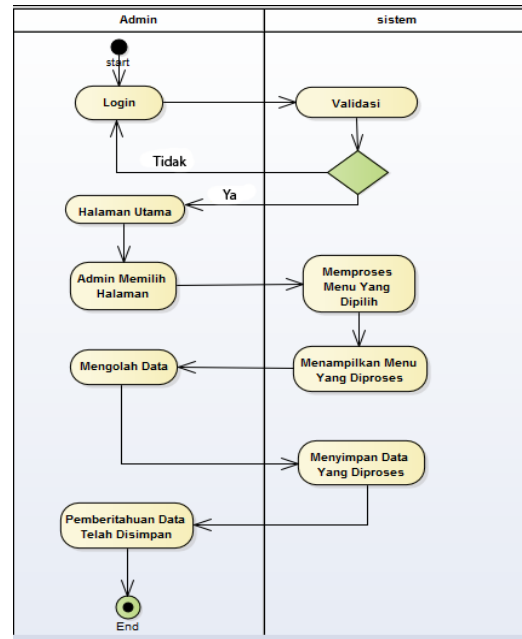 Admin
sistem
start
Login
Validasi
Tidak
Ya
Halaman Utama
Admin Memilih
Halaman
Memproses
Menu Yang
Dipilih
Mengolah Data
Menampilkan Menu
Yang Diproses
Menyimpan Data
Yang Diproses
Pemberitahuan Data
Telah Disimpan
End